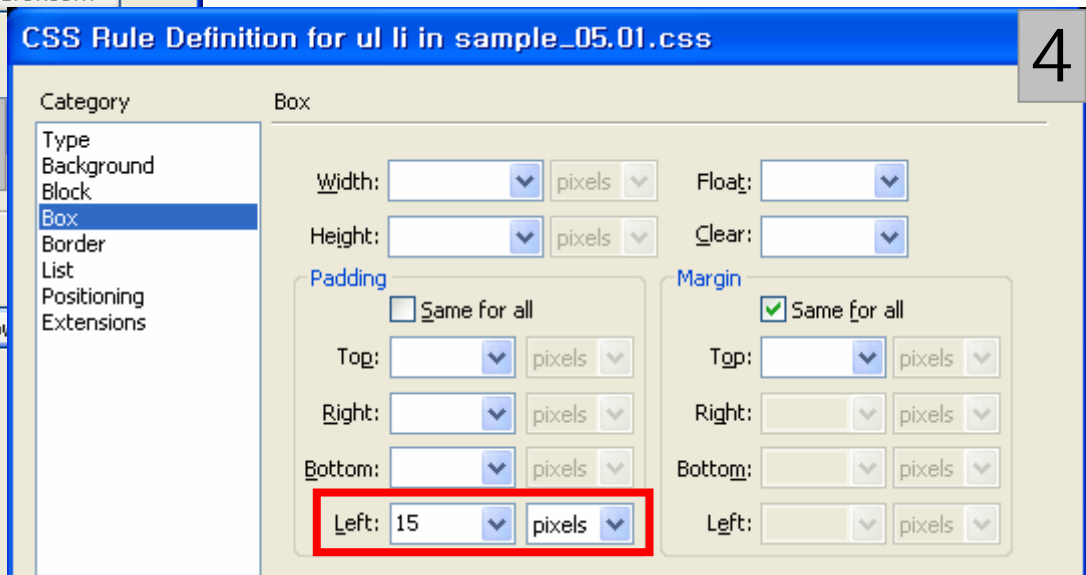 CSS Rule Definition for ul li in sample_05.01.css
4
Category
Box
Type
Background
Block
Box
Border
List
Positioning
Extensions
Width: pixels Float:
Height: pixels Clear:
Padding
Same for all
Top: pixels
Right: pixels
Bottom: pixels
Left: 15 pixels
Margin
Same for all
Top: pixels
Right: pixels
Bottom: pixels
Left: pixels